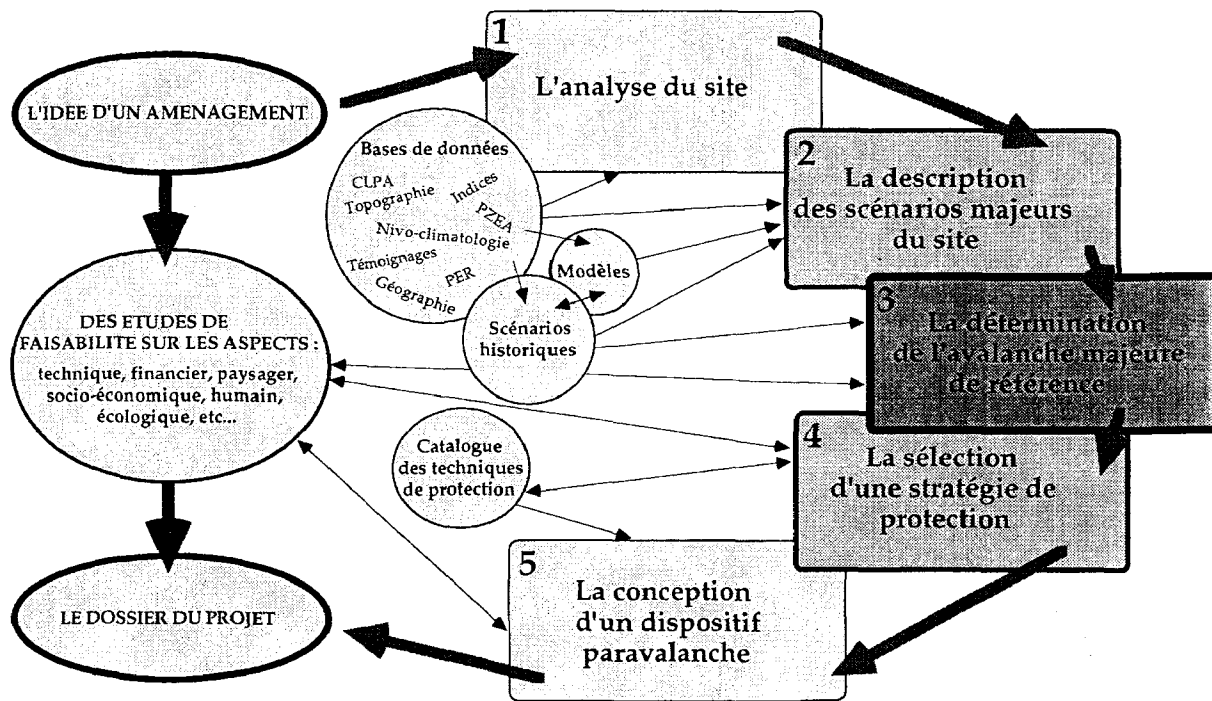 1
L'analyse du site
L'IDEE D'UN AMENAGEMENT
Bases de données
CLPA
Topographie
Indices
PZEA
Nivo-climatologie
Témoignages
PER
Géographie
Modèles
Scénarios
historiques
2
La description
des scénarios majeurs
du site
3
La détermination
de l'avalanche majeure
de référence
DES ETUDES DE
FAISABILITE SUR LES ASPECTS :
technique, financier, paysager,
socio-économique, humain,
écologique, etc...
4
La sélection
d'une stratégie de
protection
Catalogue
des techniques
de protection
5
La conception
d'un dispositif
paravalanche
LE DOSSIER DU PROJET